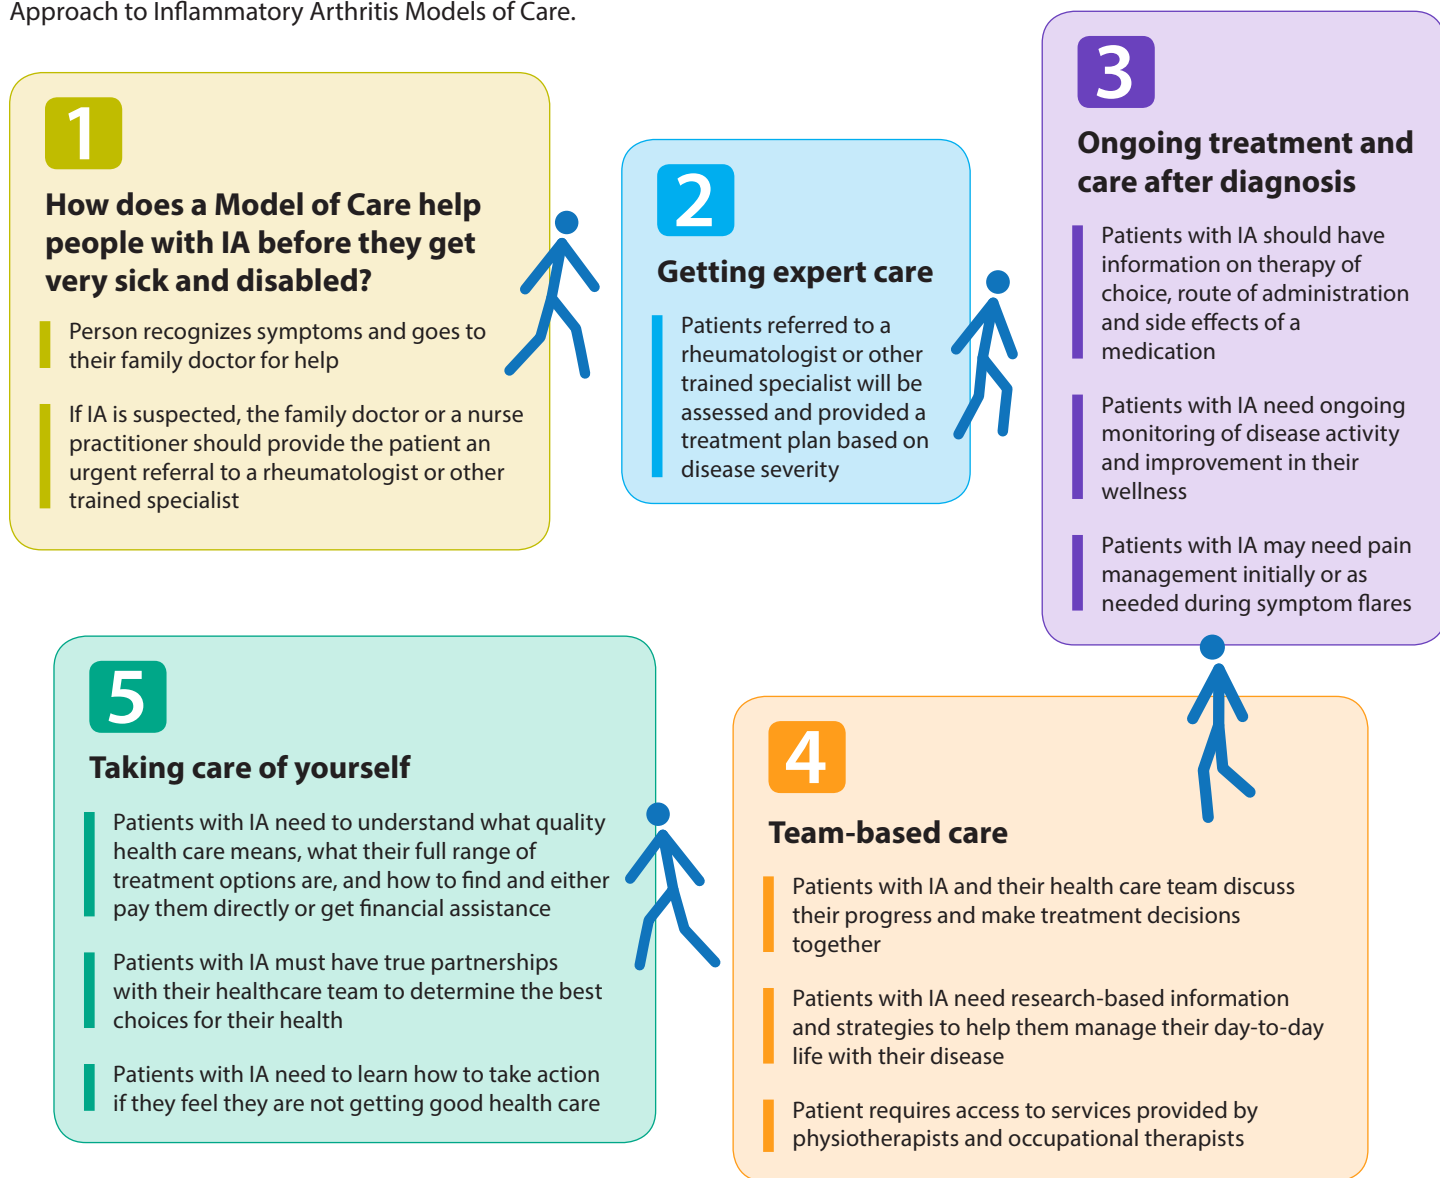 Approach to Inflammatory Arthritis Models of Care.
1
How does a Model of Care help
people with IA before they get
very sick and disabled?
Person recognizes symptoms and goes to
their family doctor for help
If IA is suspected, the family doctor or a nurse
practitioner should provide the patient an
urgent referral to a rheumatologist or other
trained specialist
2
Getting expert care
Patients referred to a
rheumatologist or other
trained specialist will be
assessed and provided a
treatment plan based on
disease severity
3
Ongoing treatment and
care after diagnosis
Patients with IA should have
information on therapy of
choice, route of administration
and side effects of a
medication
Patients with IA need ongoing
monitoring of disease activity
and improvement in their
wellness
Patients with IA may need pain
management initially or as
needed during symptom flares
4
Team-based care
Patients with IA and their health care team discuss
their progress and make treatment decisions
together
Patients with IA need research-based information
and strategies to help them manage their day-to-day
life with their disease
Patient requires access to services provided by
physiotherapists and occupational therapists
5
Taking care of yourself
Patients with IA need to understand what quality
health care means, what their full range of
treatment options are, and how to find and either
pay them directly or get financial assistance
Patients with IA must have true partnerships
with their healthcare team to determine the best
choices for their health
Patients with IA need to learn how to take action
if they feel they are not getting good health care